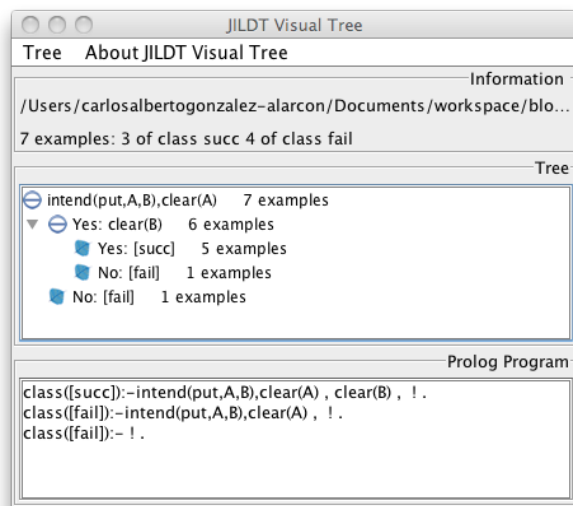 JILDT Visual Tree
Tree About JILDT Visual Tree
Information
/Users/carlosalbertogonzalez-alarcon/Documents/workspace/blo...
7 examples: 3 of class succ 4 of class fail
Tree
intend(put,A,B),clear(A) 7 examples
Yes: clear(B) 6 examples
Yes: [succ] 5 examples
No: [fail] 1 examples
No: [fail] 1 examples
Prolog Program
class([succ]):-intend(put,A,B),clear(A) , clear(B) , ! .
class([fail]):-intend(put,A,B),clear(A) , ! .
class([fail]):- ! .